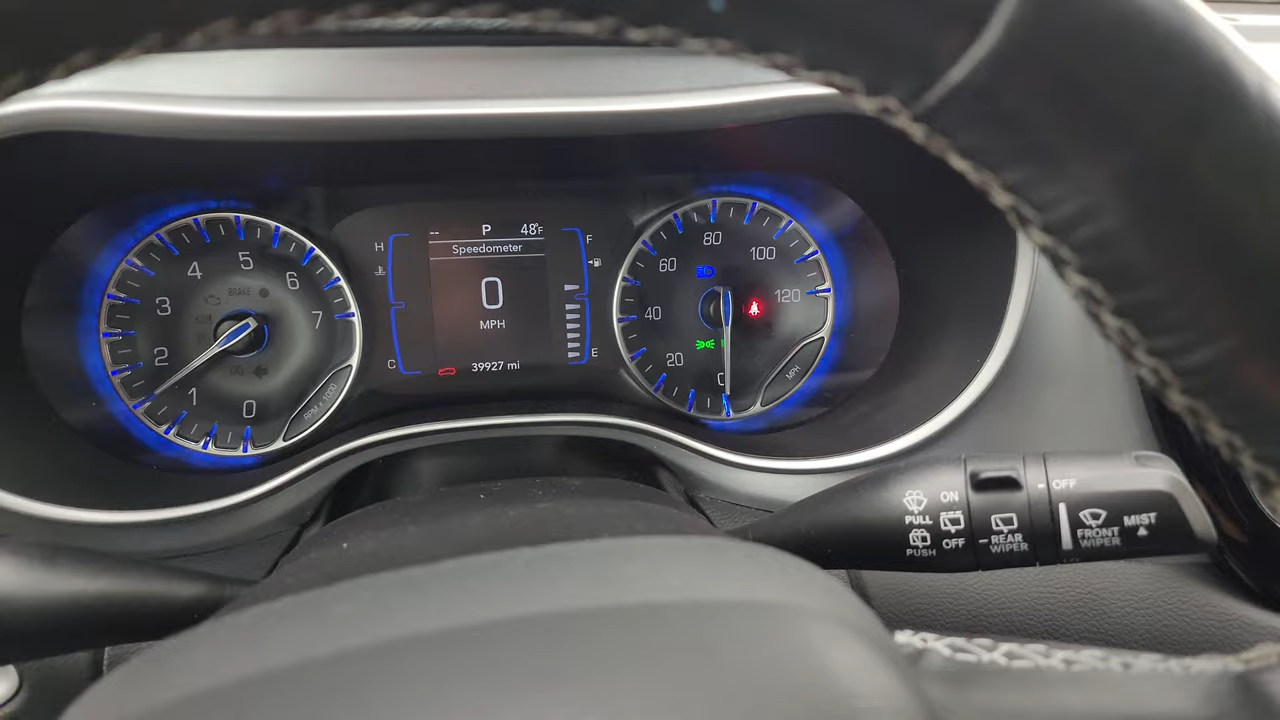 -- P 48°F
Speedometer
0
MPH
39927 mi
H
C
F
E
0
1
2
3
4
5
6
7
RPM x 1000
BRAKE
0
20
40
60
80
100
120
MPH
PULL
PUSH
ON
OFF
REAR
WIPER
OFF
FRONT
WIPER
MIST